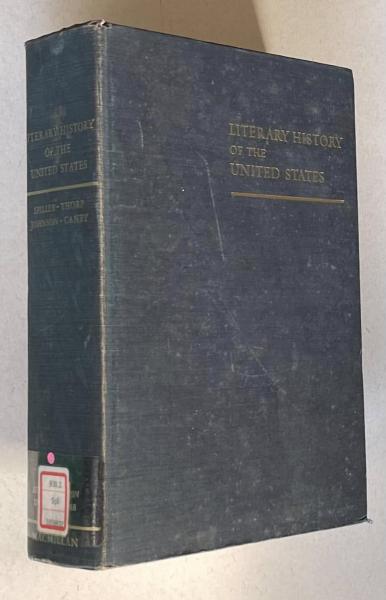 LITERARY HISTORY
OF THE
UNITED STATES
SPILLER · THORP
JOHNSON · CANBY
MACMILLAN
LITERARY HISTORY
OF THE
UNITED STATES